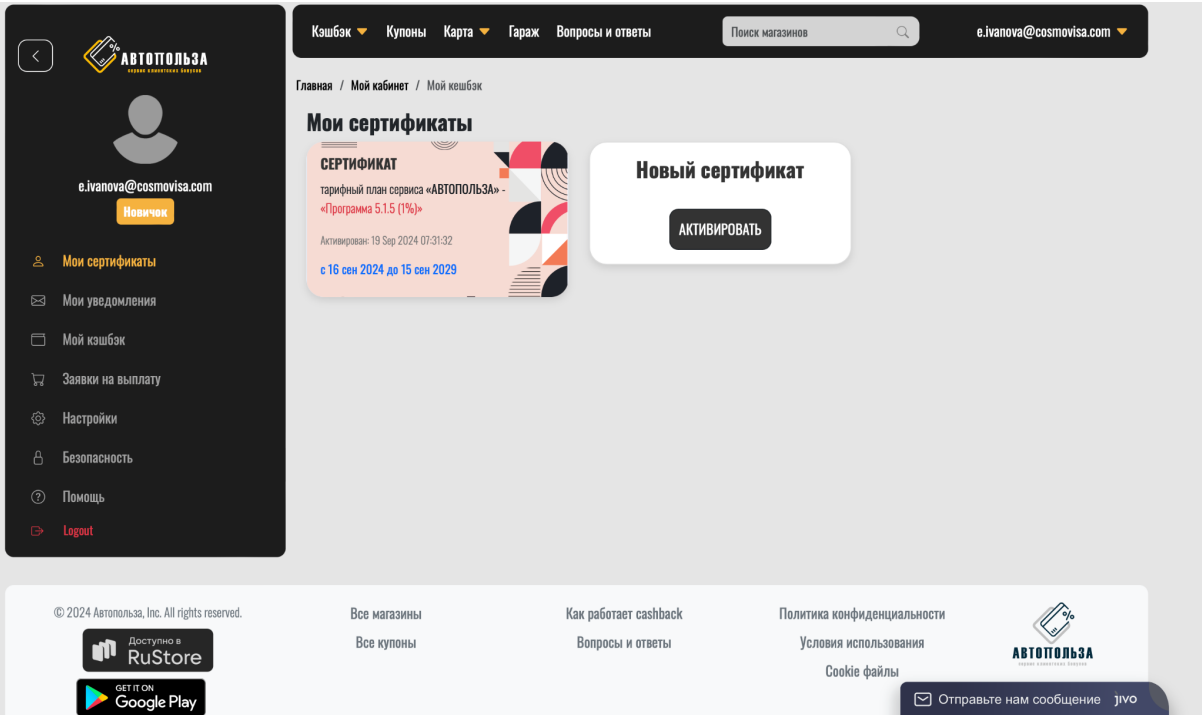 АВТОПОЛЬЗА
сервис клиентских бонусов
e.ivanova@cosmovisa.com
Новичок
Мои сертификаты
Мои уведомления
Мой кэшбэк
Заявки на выплату
Настройки
Безопасность
Помощь
Logout
Кэшбэк Купоны Карта Гараж Вопросы и ответы Поиск магазинов e.ivanova@cosmovisa.com
Главная / Мой кабинет / Мой кешбэк
Мои сертификаты
СЕРТИФИКАТ
тарифный план сервиса «АВТОПОЛЬЗА» -
«Программа 5.1.5 (1%)»
Активирован: 19 Sep 2024 07:31:32
с 16 сен 2024 до 15 сен 2029
Новый сертификат
АКТИВИРОВАТЬ
© 2024 Автопольза, Inc. All rights reserved.
Доступно в
RuStore
GET IT ON
Google Play
Все магазины
Все купоны
Как работает cashback
Вопросы и ответы
Политика конфиденциальности
Условия использования
Cookie файлы
АВТОПОЛЬЗА
сервис клиентских бонусов
Отправьте нам сообщение jivo